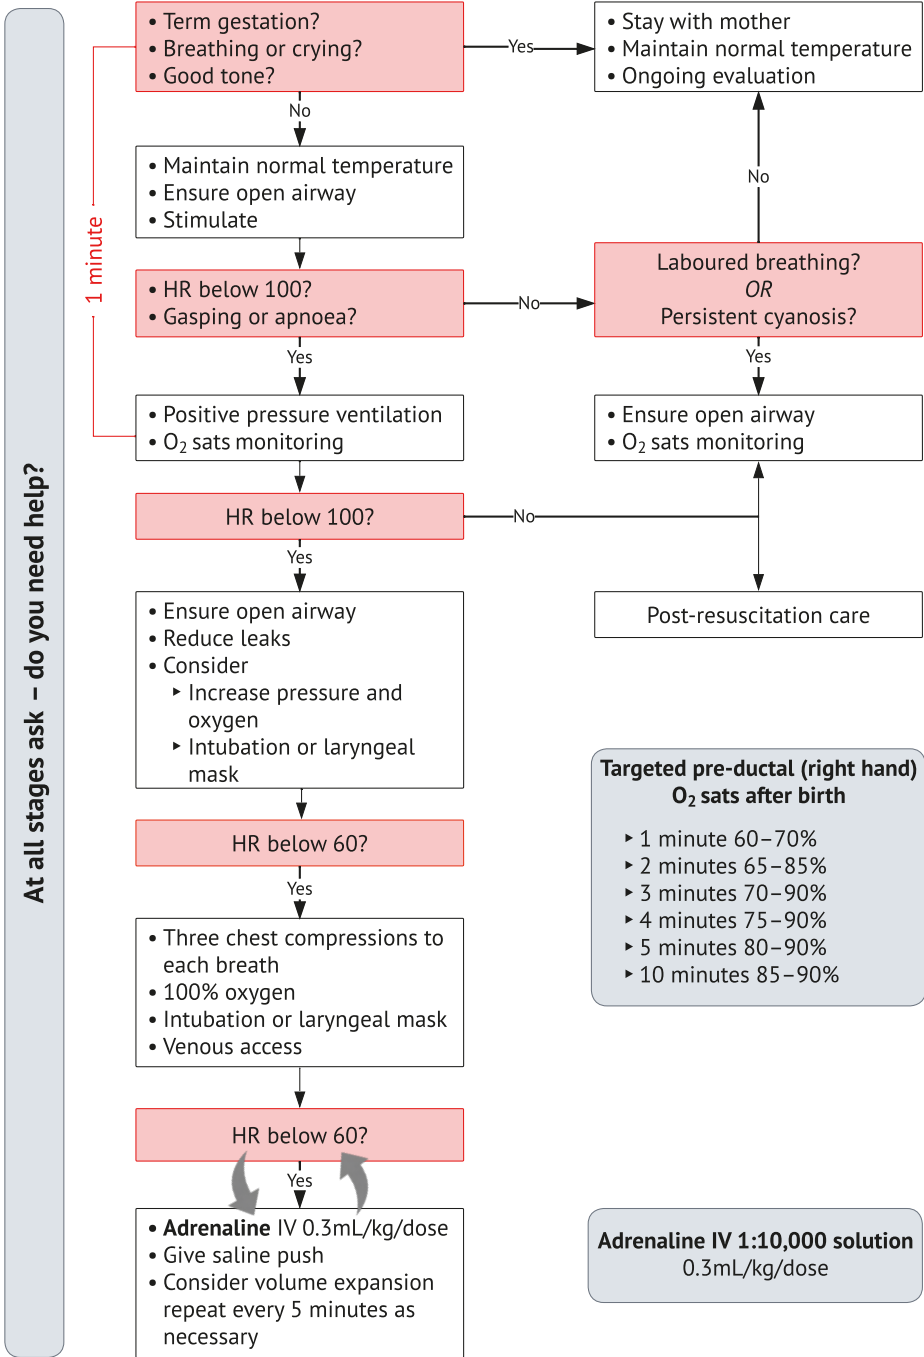 At all stages ask – do you need help?
1 minute
• Term gestation?
• Breathing or crying?
• Good tone?
Yes
• Stay with mother
• Maintain normal temperature
• Ongoing evaluation
No
• Maintain normal temperature
• Ensure open airway
• Stimulate
No
• HR below 100?
• Gasping or apnoea?
No
Laboured breathing?
OR
Persistent cyanosis?
Yes
Yes
• Positive pressure ventilation
• O₂ sats monitoring
• Ensure open airway
• O₂ sats monitoring
HR below 100?
No
Yes
• Ensure open airway
• Reduce leaks
• Consider
▸ Increase pressure and
oxygen
▸ Intubation or laryngeal
mask
Post-resuscitation care
HR below 60?
Yes
• Three chest compressions to
each breath
• 100% oxygen
• Intubation or laryngeal mask
• Venous access
Targeted pre-ductal (right hand)
O₂ sats after birth
▸ 1 minute 60–70%
▸ 2 minutes 65–85%
▸ 3 minutes 70–90%
▸ 4 minutes 75–90%
▸ 5 minutes 80–90%
▸ 10 minutes 85–90%
HR below 60?
Yes
• Adrenaline IV 0.3mL/kg/dose
• Give saline push
• Consider volume expansion
repeat every 5 minutes as
necessary
Adrenaline IV 1:10,000 solution
0.3mL/kg/dose